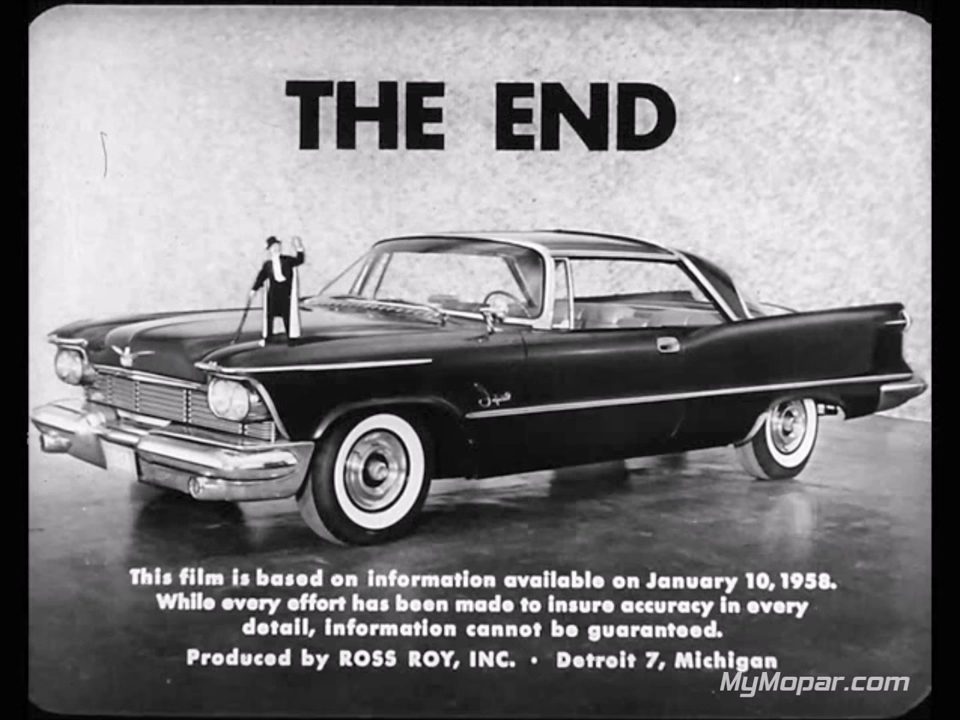 THE END
Imperial
This film is based on information available on January 10, 1958.
While every effort has been made to insure accuracy in every
detail, information cannot be guaranteed.
Produced by ROSS ROY, INC. • Detroit 7, Michigan
MyMopar.com